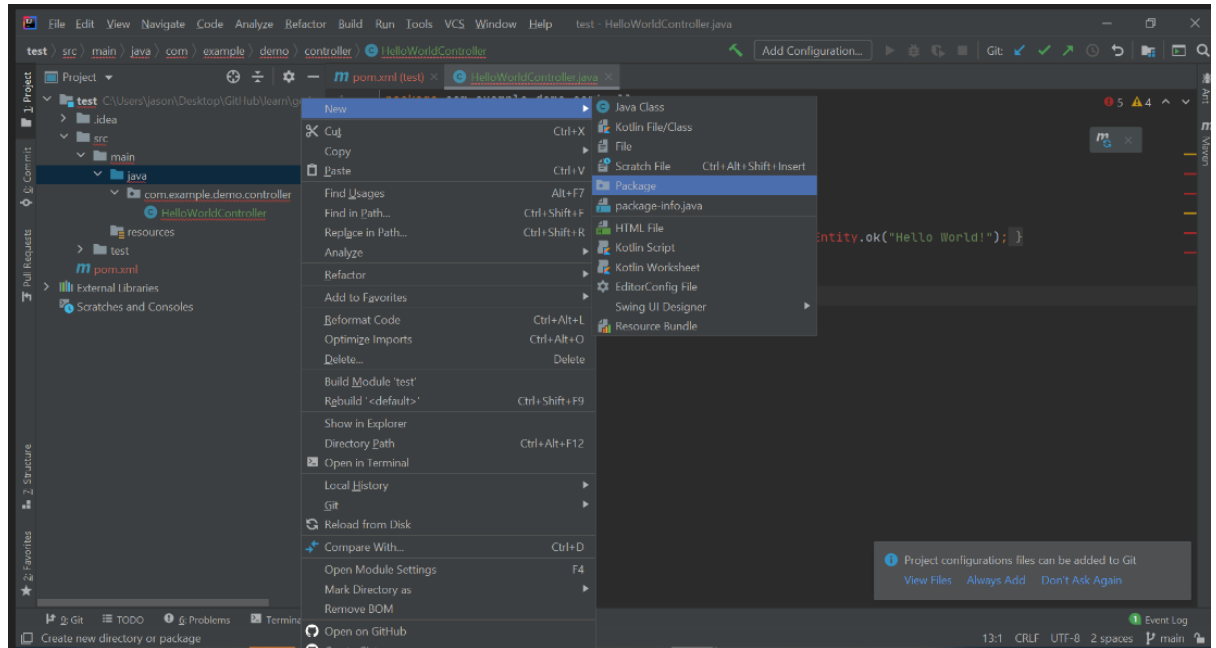 File Edit View Navigate Code Analyze Refactor Build Run Tools VCS Window Help test - HelloWorldController.java
test src main java com example demo controller HelloWorldController
Add Configuration... Git:
Project
pom.xml (test)
HelloWorldController.java
1: Project
Commit
Pull Requests
7: Structure
2: Favorites
test C:\Users\jason\Desktop\GitHub\learn\g
.idea
src
main
java
com.example.demo.controller
HelloWorldController
resources
test
pom.xml
External Libraries
Scratches and Consoles
New
Cut Ctrl+X
Copy
Paste Ctrl+V
Find Usages Alt+F7
Find in Path... Ctrl+Shift+F
Replace in Path... Ctrl+Shift+R
Analyze
Refactor
Add to Favorites
Reformat Code Ctrl+Alt+L
Optimize Imports Ctrl+Alt+O
Delete... Delete
Build Module 'test'
Rebuild '<default>' Ctrl+Shift+F9
Show in Explorer
Directory Path Ctrl+Alt+F12
Open in Terminal
Local History
Git
Reload from Disk
Compare With... Ctrl+D
Open Module Settings F4
Mark Directory as
Remove BOM
Open on GitHub
Java Class
Kotlin File/Class
File
Scratch File Ctrl+Alt+Shift+Insert
Package
package-info.java
HTML File
Kotlin Script
Kotlin Worksheet
EditorConfig File
Swing UI Designer
Resource Bundle
5 4
Entity.ok("Hello World!"); }
Ant
Maven
Project configurations files can be added to Git
View Files Always Add Don't Ask Again
9: Git TODO 6: Problems Termina
1 Event Log
Create new directory or package
13:1 CRLF UTF-8 2 spaces main